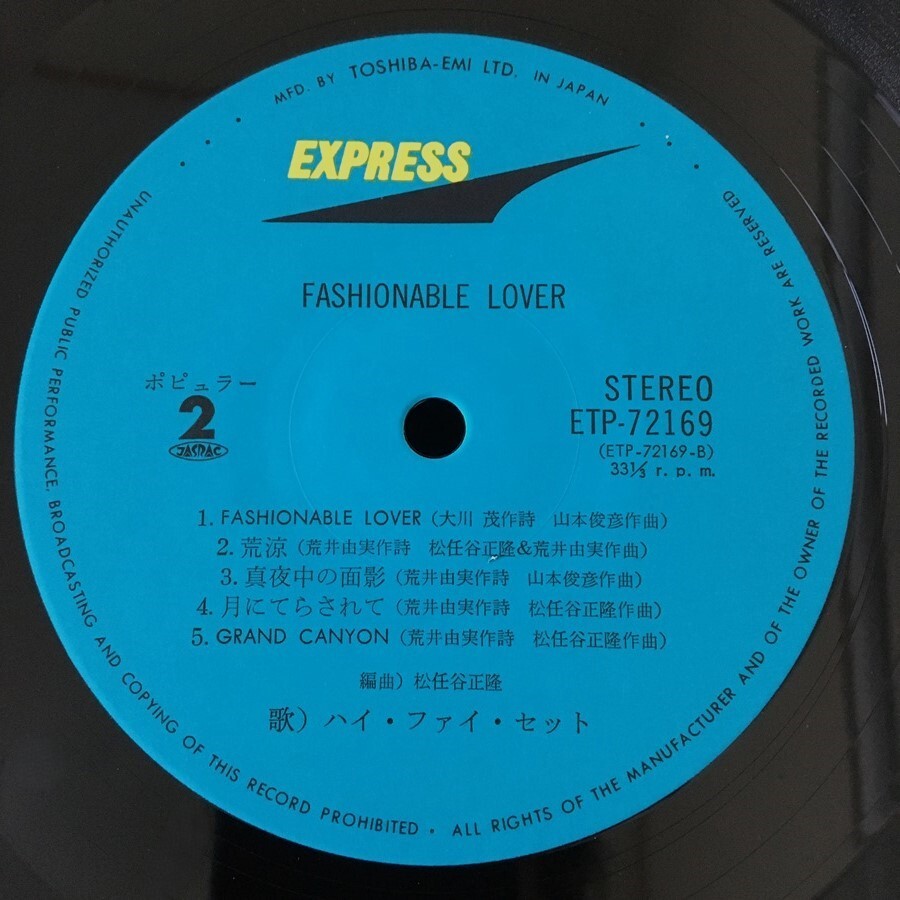 MFD. BY TOSHIBA-EMI LTD. IN JAPAN
EXPRESS
FASHIONABLE LOVER
ポピュラー
2
JASRAC
STEREO
ETP-72169
(ETP-72169-B)
33⅓ r. p. m.
1. FASHIONABLE LOVER (大川 茂作詩 山本俊彦作曲)
2. 荒涼 (荒井由実作詩 松任谷正隆&荒井由実作曲)
3. 真夜中の面影 (荒井由実作詩 山本俊彦作曲)
4. 月にてらされて (荒井由実作詩 松任谷正隆作曲)
5. GRAND CANYON (荒井由実作詩 松任谷正隆作曲)
編曲) 松任谷正隆
歌) ハイ・ファイ・セット
UNAUTHORIZED PUBLIC PERFORMANCE, BROADCASTING AND COPYING OF THIS RECORD PROHIBITED • ALL RIGHTS OF THE MANUFACTURER AND OF THE OWNER OF THE RECORDED WORK ARE RESERVED